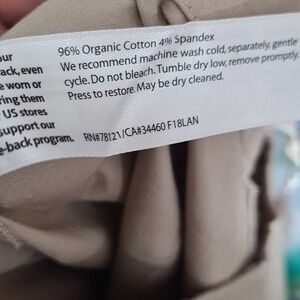 our
ack, even
e worn or
ring them
US stores
support our
e-back program.
96% Organic Cotton 4% Spandex
We recommend machine wash cold, separately, gentle
cycle. Do not bleach. Tumble dry low, remove promptly.
Press to restore. May be dry cleaned.
RN#78121/CA#34460 F18LAN